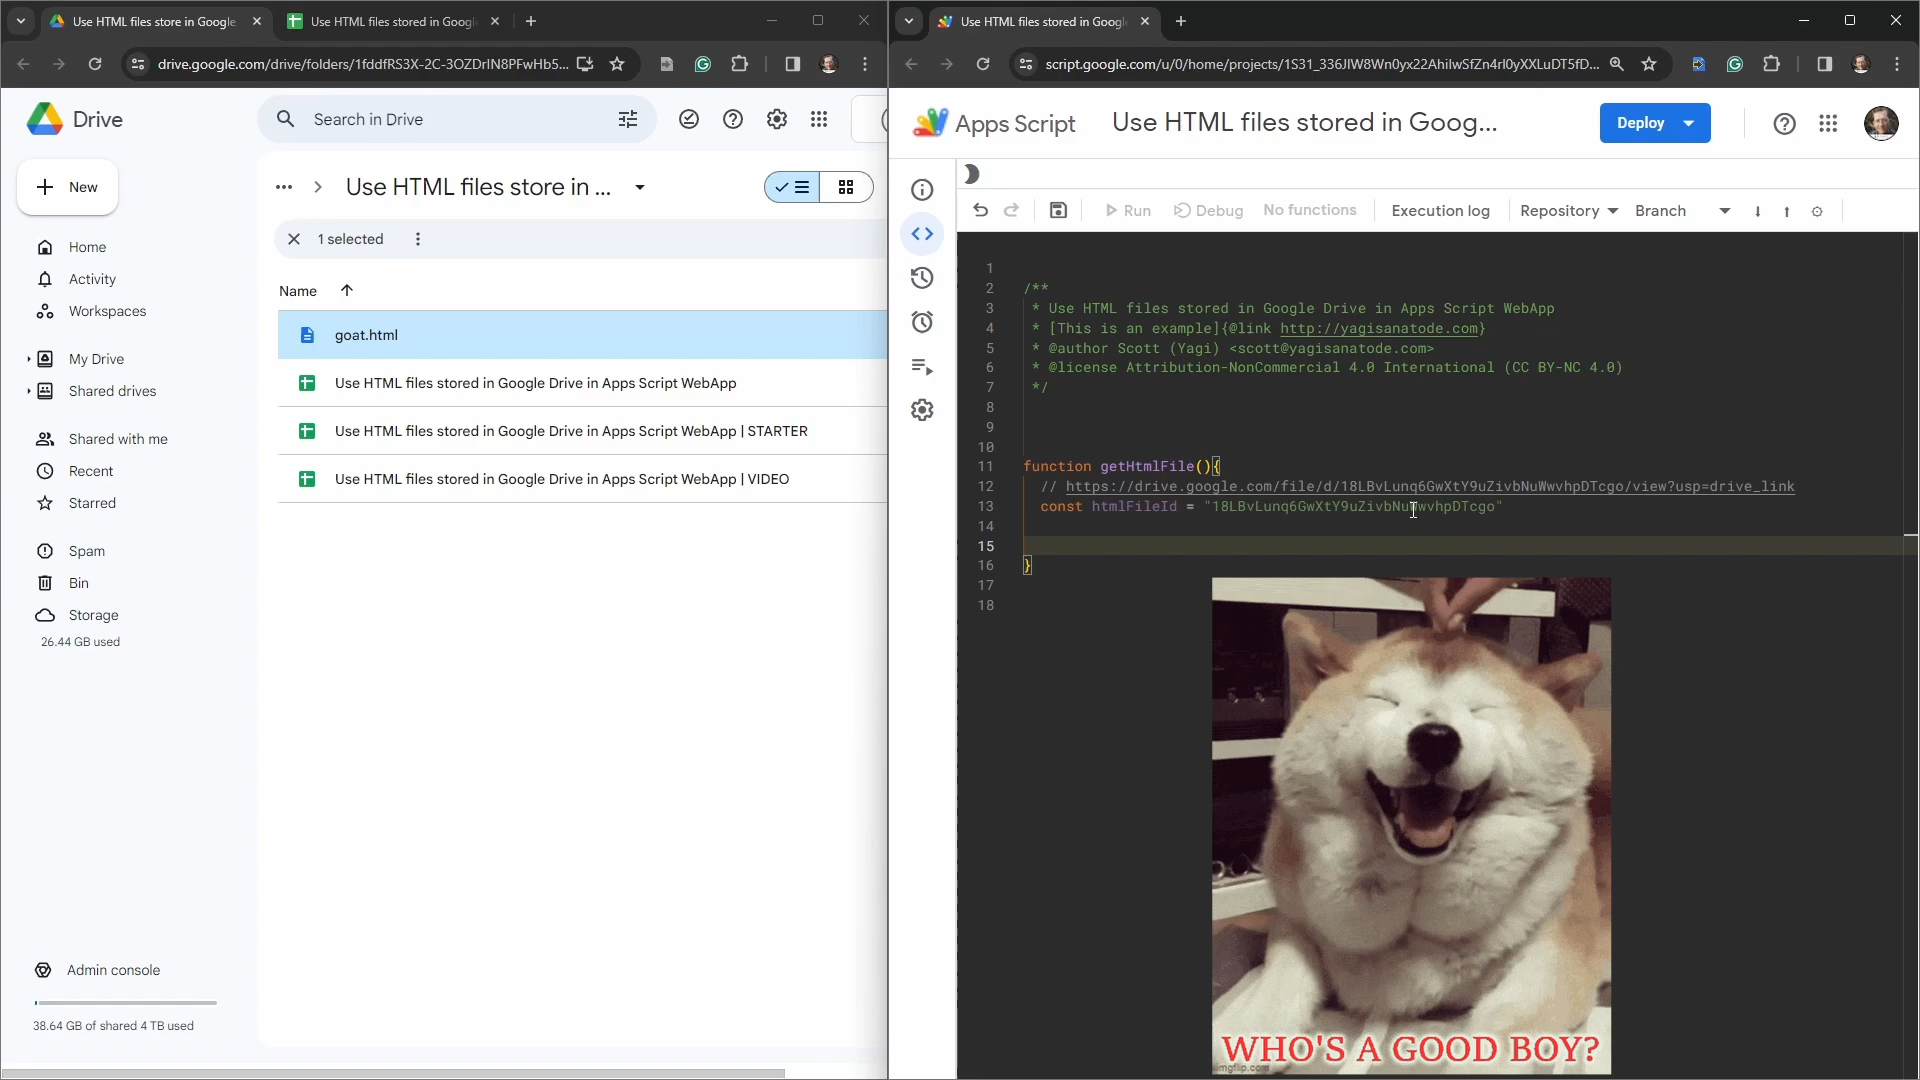 Use HTML files store in Google
Use HTML files stored in Googl
drive.google.com/drive/folders/1fddfRS3X-2C-3OZDrIN8PFwHb5...
Drive
Search in Drive
New
Use HTML files store in ...
1 selected
Home
Activity
Workspaces
My Drive
Shared drives
Shared with me
Recent
Starred
Spam
Bin
Storage
26.44 GB used
Admin console
38.64 GB of shared 4 TB used
Name
goat.html
Use HTML files stored in Google Drive in Apps Script WebApp
Use HTML files stored in Google Drive in Apps Script WebApp | STARTER
Use HTML files stored in Google Drive in Apps Script WebApp | VIDEO
Use HTML files stored in Googl
script.google.com/u/0/home/projects/1S31_336JIW8Wn0yx22AhilwSfZn4rl0yXXLuDT5fD...
Apps Script
Use HTML files stored in Goog...
Deploy
Run
Debug
No functions
Execution log
Repository
Branch
1
2 /**
3 * Use HTML files stored in Google Drive in Apps Script WebApp
4 * [This is an example]{@link http://yagisanatode.com}
5 * @author Scott (Yagi) <scott@yagisanatode.com>
6 * @license Attribution-NonCommercial 4.0 International (CC BY-NC 4.0)
7 */
8
9
10
11 function getHtmlFile(){
12 // https://drive.google.com/file/d/18LBvLunq6GwXtY9uZivbNuWwvhpDTcgo/view?usp=drive_link
13 const htmlFileId = "18LBvLunq6GwXtY9uZivbNuWwvhpDTcgo"
14
15
16 }
17
18
WHO'S A GOOD BOY?
imgflip.com